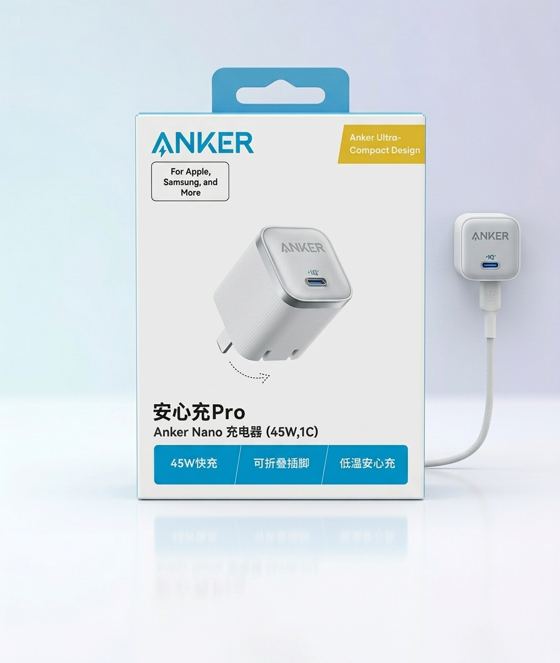 ANKER
Anker Ultra-
Compact Design
For Apple,
Samsung, and
More
ANKER
IQ
ANKER
IQ
安心充Pro
Anker Nano 充电器 (45W,1C)
45W快充
可折叠插脚
低温安心充